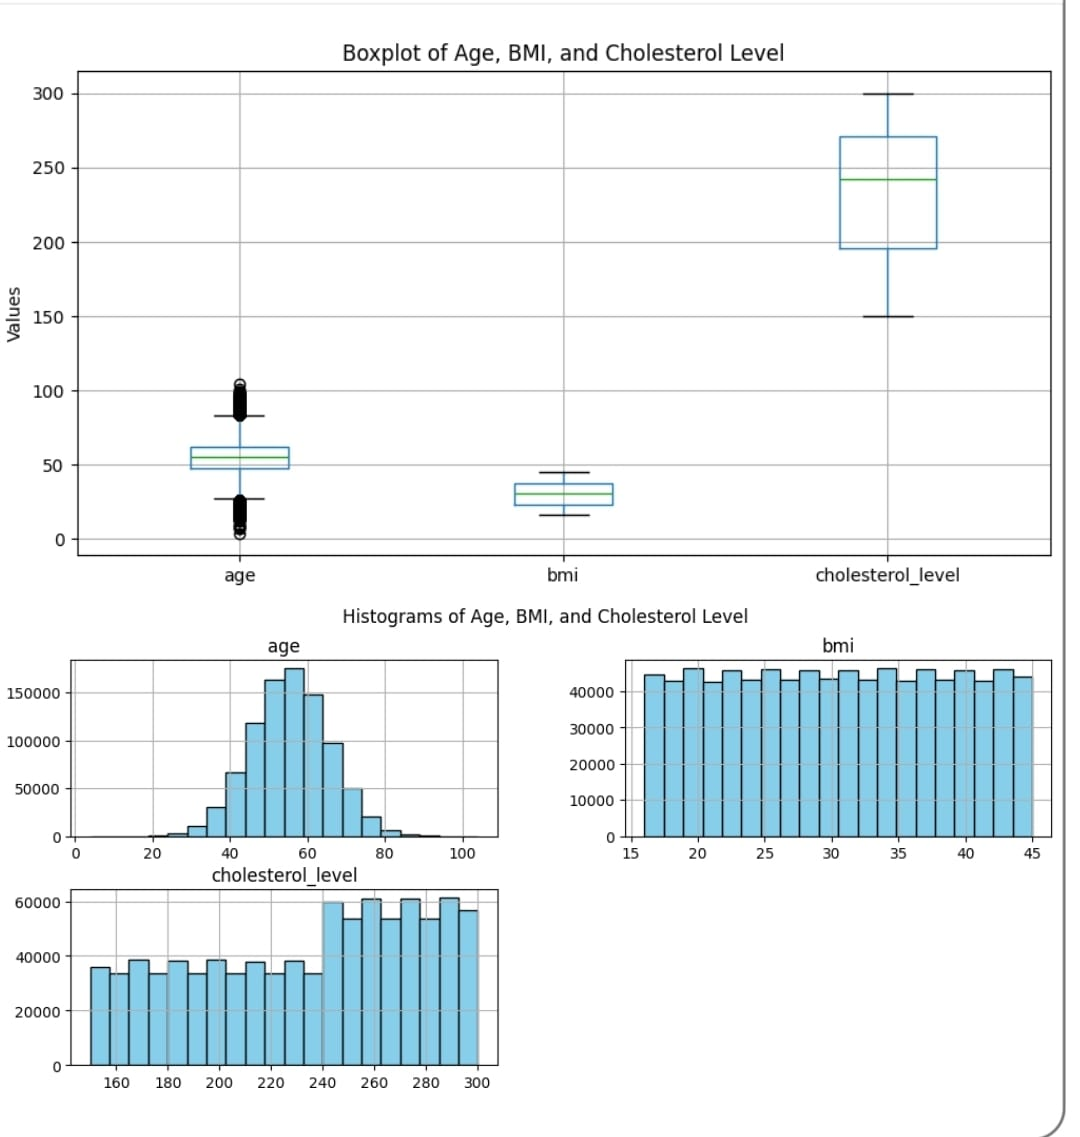 Boxplot of Age, BMI, and Cholesterol Level
300
250
200
150
100
50
0
Values
age
bmi
cholesterol_level
Histograms of Age, BMI, and Cholesterol Level
age
150000
100000
50000
0
0 20 40 60 80 100
bmi
40000
30000
20000
10000
0
15 20 25 30 35 40 45
cholesterol_level
60000
40000
20000
0
160 180 200 220 240 260 280 300